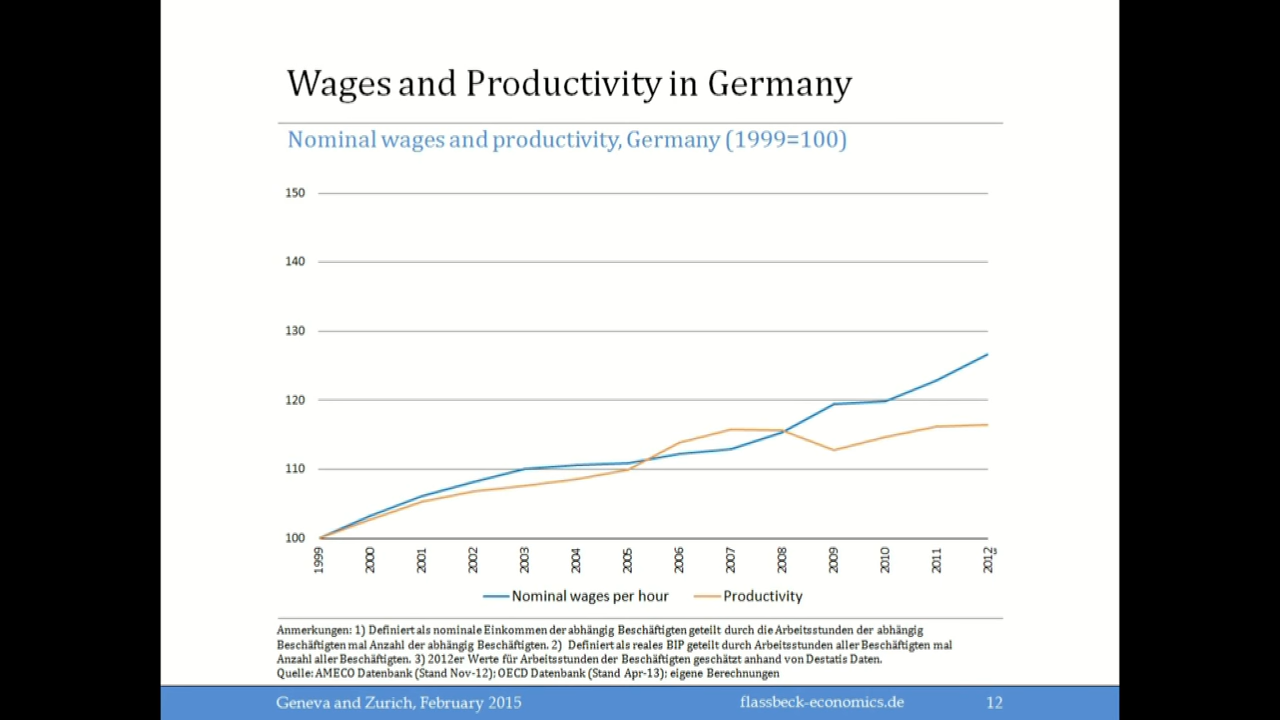 Wages and Productivity in Germany
Nominal wages and productivity, Germany (1999=100)
150
140
130
120
110
100
1999 2000 2001 2002 2003 2004 2005 2006 2007 2008 2009 2010 2011 2012³
Nominal wages per hour Productivity
Anmerkungen: 1) Definiert als nominale Einkommen der abhängig Beschäftigten geteilt durch die Arbeitsstunden der abhängig
Beschäftigten mal Anzahl der abhängig Beschäftigten. 2) Definiert als reales BIP geteilt durch Arbeitsstunden aller Beschäftigten mal
Anzahl aller Beschäftigten. 3) 2012er Werte für Arbeitsstunden der Beschäftigten geschätzt anhand von Destatis Daten.
Quelle: AMECO Datenbank (Stand Nov-12); OECD Datenbank (Stand Apr-13); eigene Berechnungen
Geneva and Zurich, February 2015 flassbeck-economics.de 12